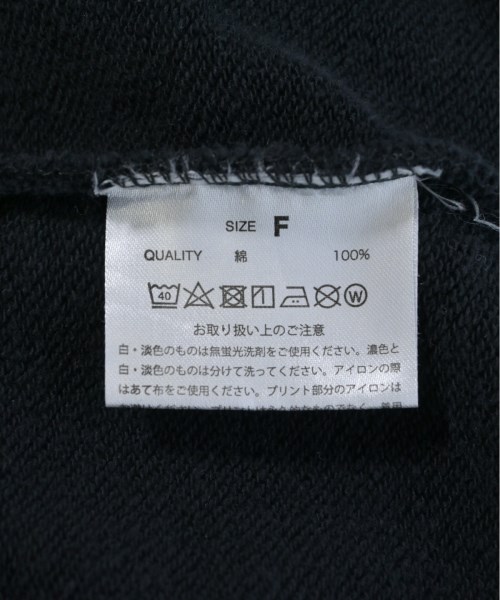 SIZE F
QUALITY 綿 100%
40 W
お取り扱い上のご注意
白・淡色のものは無蛍光洗剤をご使用ください。濃色と
白・淡色のものは分けて洗ってください。アイロンの際
はあて布をご使用ください。プリント部分のアイロンは